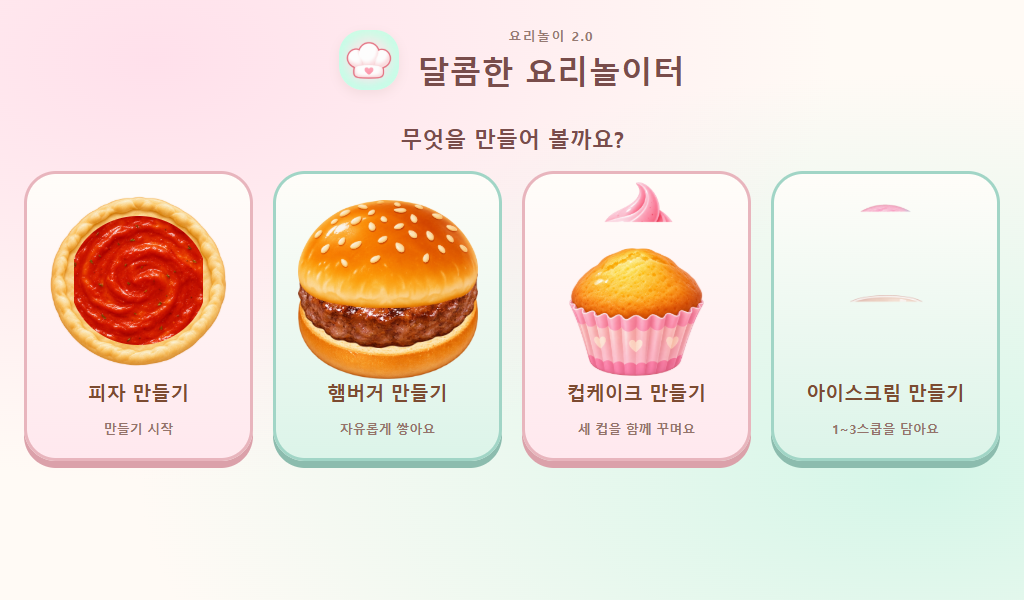 요리놀이 2.0
달콤한 요리놀이터
무엇을 만들어 볼까요?
피자 만들기
만들기 시작
햄버거 만들기
자유롭게 쌓아요
컵케이크 만들기
세 컵을 함께 꾸며요
아이스크림 만들기
1~3스쿱을 담아요